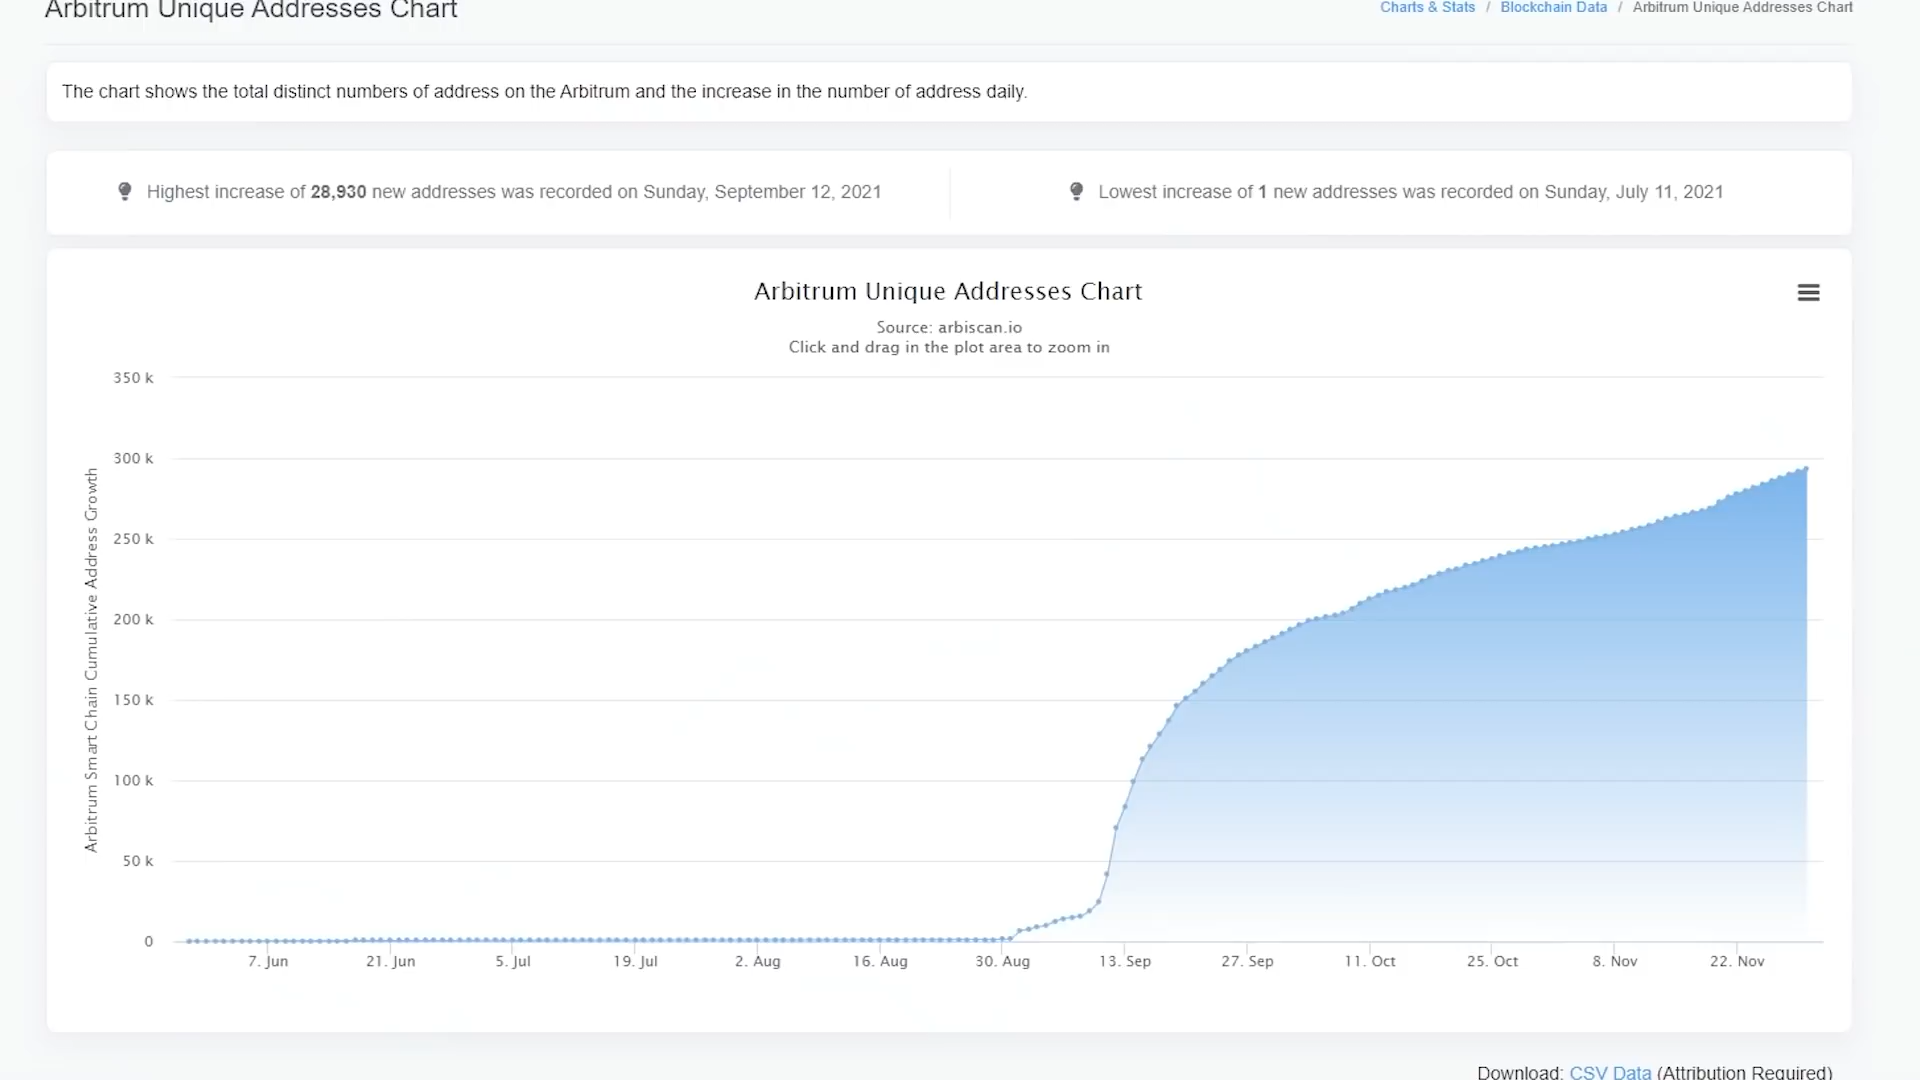 Arbitrum Unique Addresses Chart
Charts & Stats / Blockchain Data / Arbitrum Unique Addresses Chart
The chart shows the total distinct numbers of address on the Arbitrum and the increase in the number of address daily.
Highest increase of 28,930 new addresses was recorded on Sunday, September 12, 2021
Lowest increase of 1 new addresses was recorded on Sunday, July 11, 2021
Arbitrum Unique Addresses Chart
Source: arbiscan.io
Click and drag in the plot area to zoom in
Arbitrum Smart Chain Cumulative Address Growth
350 k
300 k
250 k
200 k
150 k
100 k
50 k
0
7. Jun 21. Jun 5. Jul 19. Jul 2. Aug 16. Aug 30. Aug 13. Sep 27. Sep 11. Oct 25. Oct 8. Nov 22. Nov
Download: CSV Data (Attribution Required)